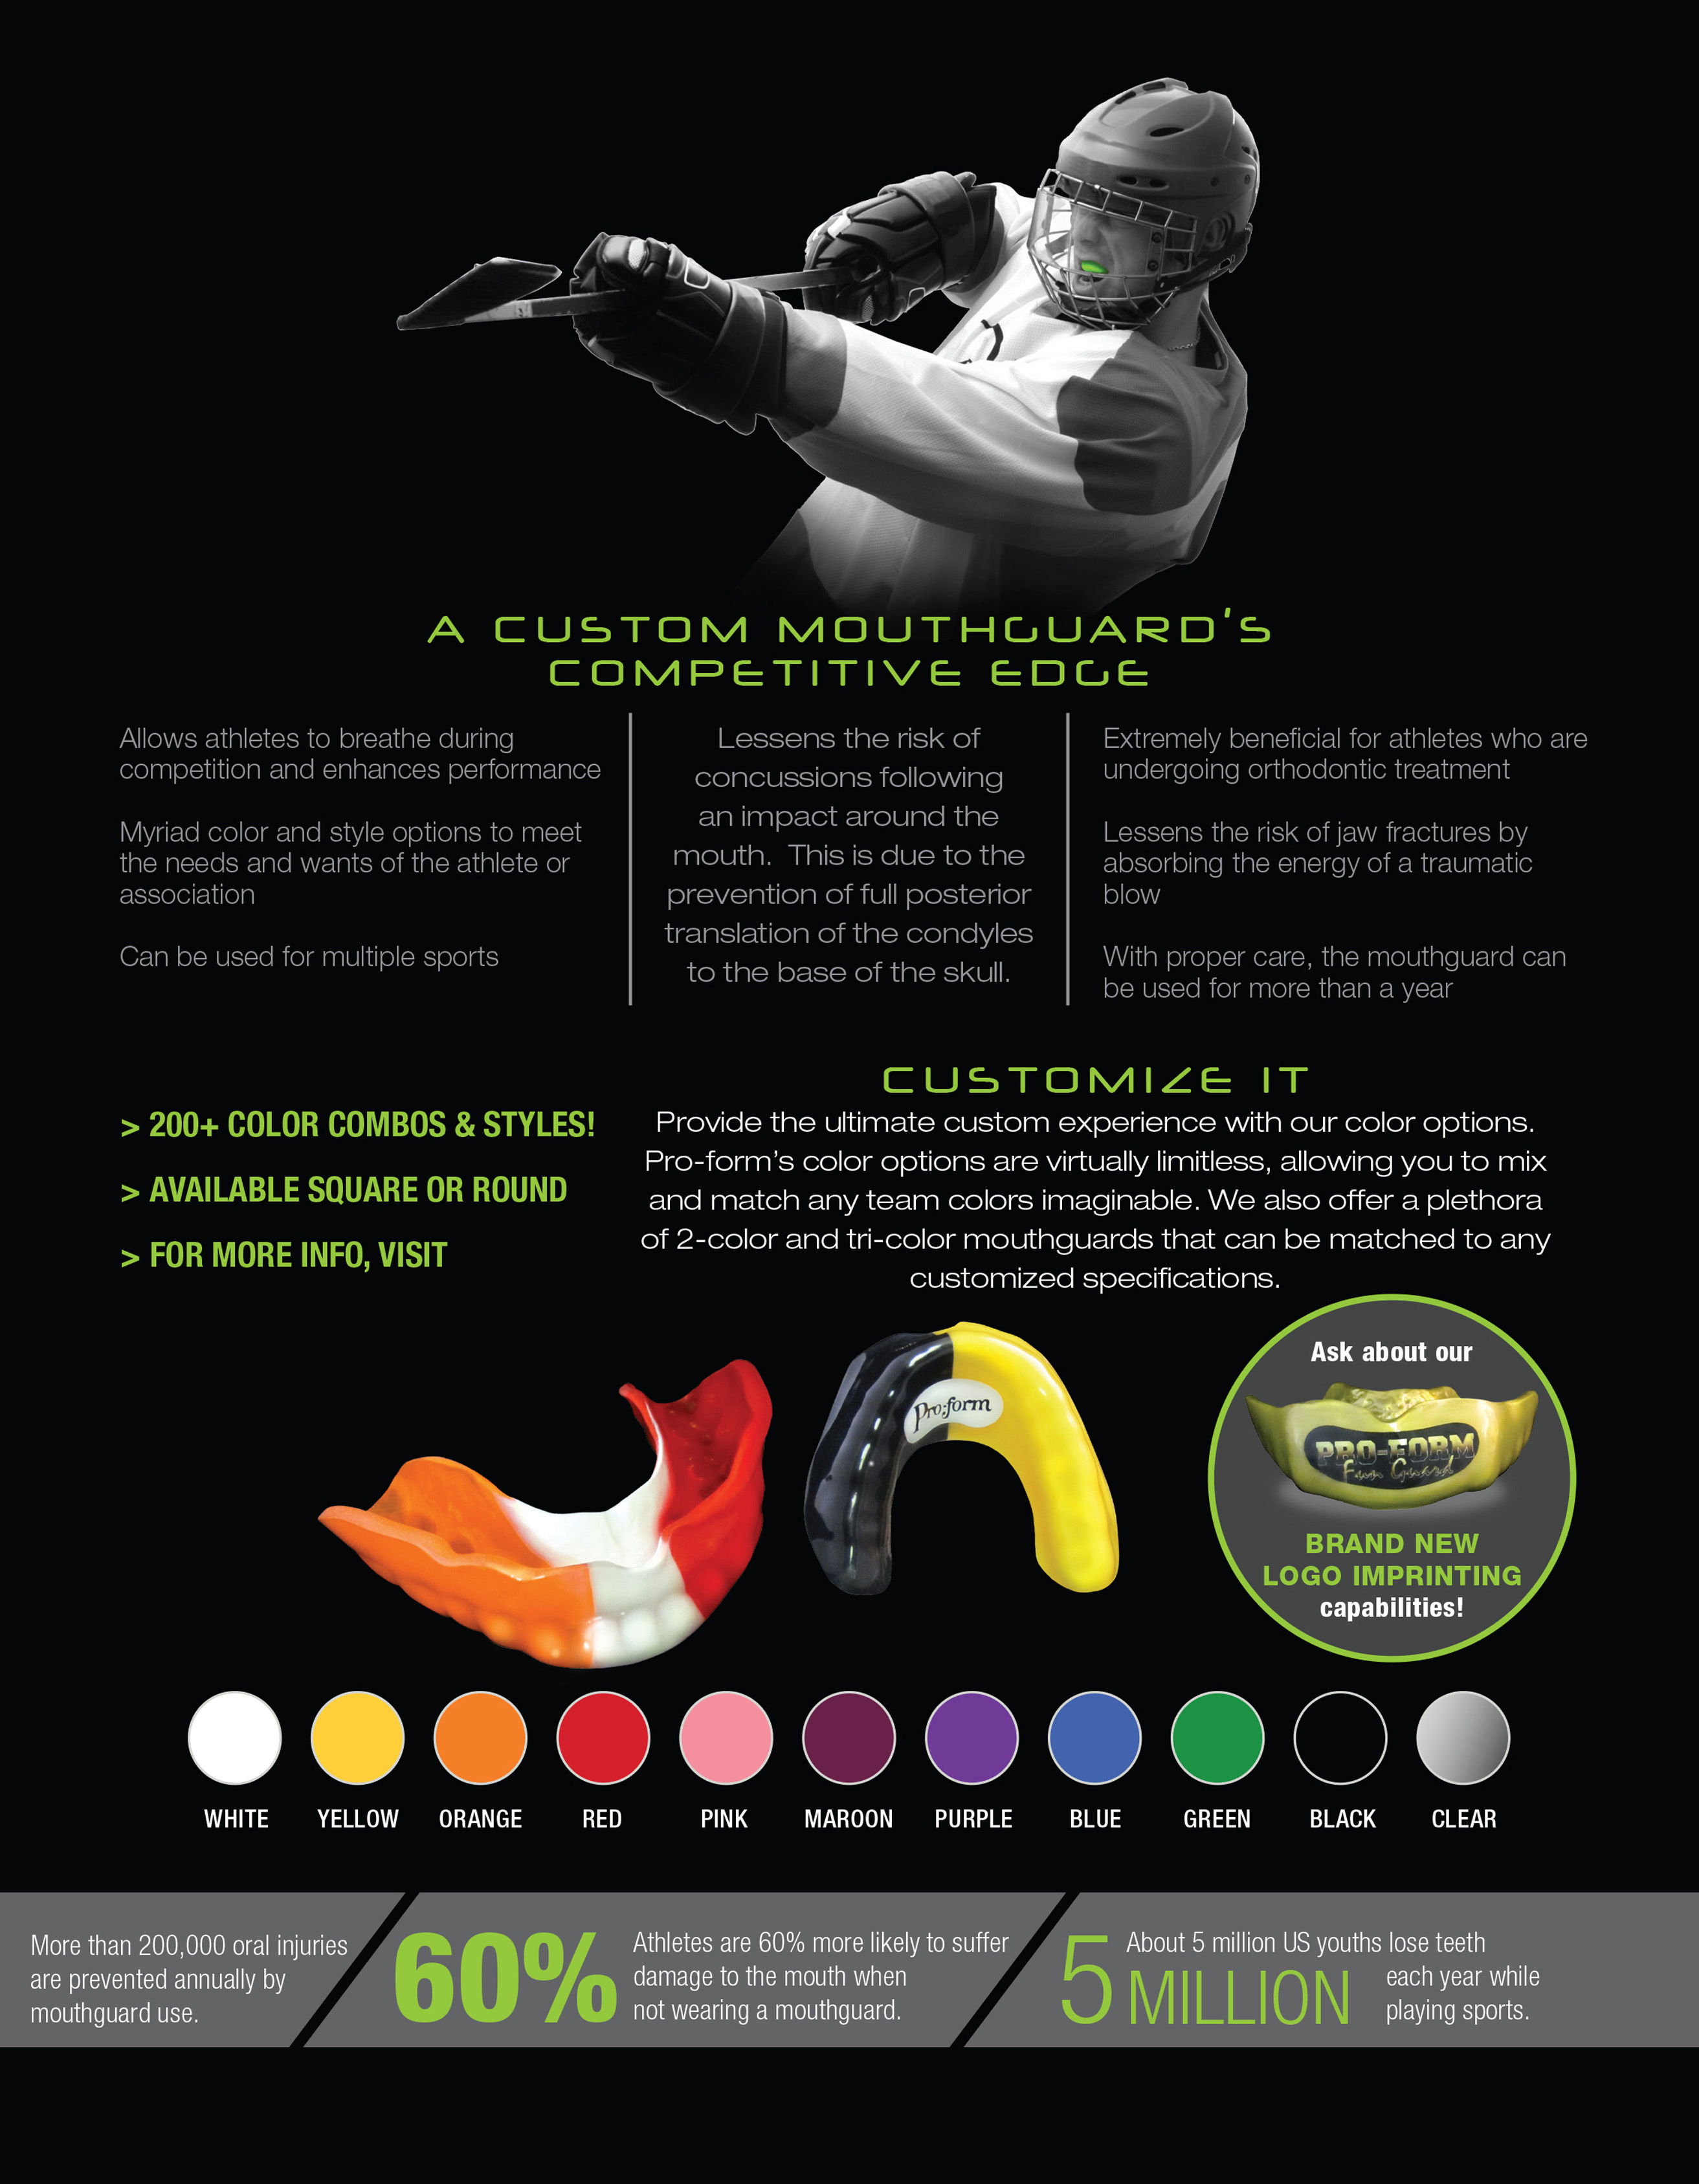 A CUSTOM MOUTHGUARD'S
COMPETITIVE EDGE
Allows athletes to breathe during
competition and enhances performance
Myriad color and style options to meet
the needs and wants of the athlete or
association
Can be used for multiple sports
Lessens the risk of
concussions following
an impact around the
mouth. This is due to the
prevention of full posterior
translation of the condyles
to the base of the skull.
Extremely beneficial for athletes who are
undergoing orthodontic treatment
Lessens the risk of jaw fractures by
absorbing the energy of a traumatic
blow
With proper care, the mouthguard can
be used for more than a year
> 200+ COLOR COMBOS & STYLES!
> AVAILABLE SQUARE OR ROUND
> FOR MORE INFO, VISIT
CUSTOMIZE IT
Provide the ultimate custom experience with our color options.
Pro-form’s color options are virtually limitless, allowing you to mix
and match any team colors imaginable. We also offer a plethora
of 2-color and tri-color mouthguards that can be matched to any
customized specifications.
Pro-form
Ask about our
PRO-FORM
Fan Guard
BRAND NEW
LOGO IMPRINTING
capabilities!
WHITE
YELLOW
ORANGE
RED
PINK
MAROON
PURPLE
BLUE
GREEN
BLACK
CLEAR
More than 200,000 oral injuries
are prevented annually by
mouthguard use.
60%
Athletes are 60% more likely to suffer
damage to the mouth when
not wearing a mouthguard.
5 MILLION
About 5 million US youths lose teeth
each year while
playing sports.